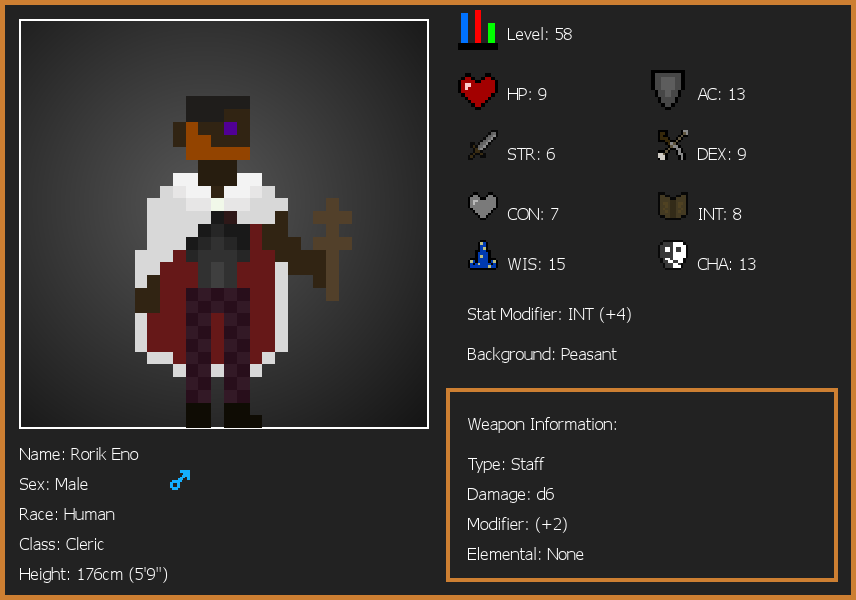 Level: 58
HP: 9
AC: 13
STR: 6
DEX: 9
CON: 7
INT: 8
WIS: 15
CHA: 13
Stat Modifier: INT (+4)
Background: Peasant
Weapon Information:
Type: Staff
Damage: d6
Modifier: (+2)
Elemental: None
Name: Rorik Eno
Sex: Male
Race: Human
Class: Cleric
Height: 176cm (5'9")